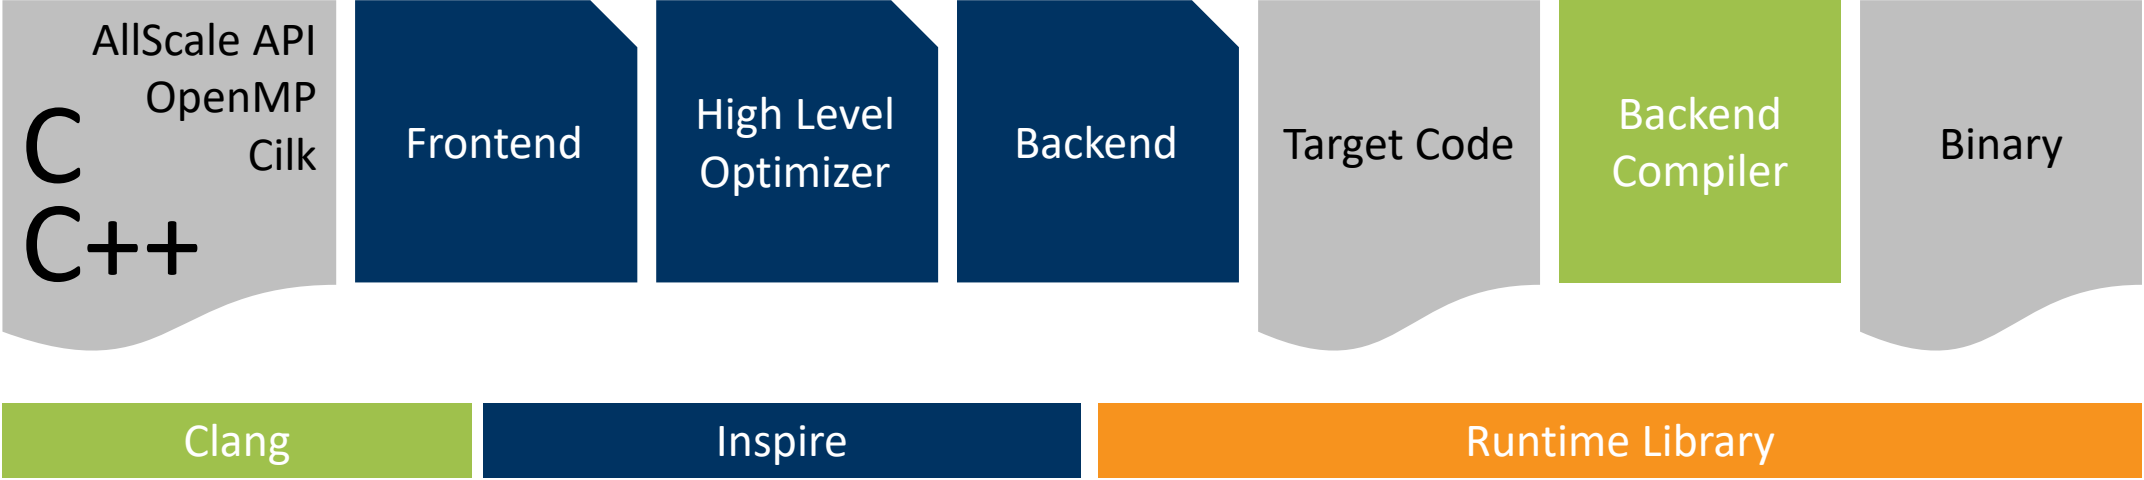 AllScale API
OpenMP
Cilk
C
C++
Frontend
High Level
Optimizer
Backend
Target Code
Backend
Compiler
Binary
Clang
Inspire
Runtime Library